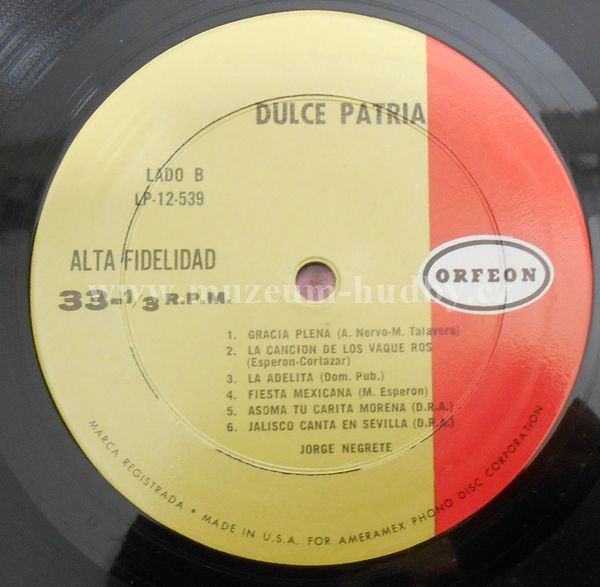 DULCE PATRIA
LADO B
LP-12-539
ALTA FIDELIDAD
ORFEON
33-1/3 R.P.M.
www.muzeum-hudby.cz
1. GRACIA PLENA (A. Nervo-M. Talavera)
2. LA CANCION DE LOS VAQUE ROS
(Esperon-Cortazar)
3. LA ADELITA (Dom. Pub.)
4. FIESTA MEXICANA (M. Esperon)
5. ASOMA TU CARITA MORENA (D.R.A.)
6. JALISCO CANTA EN SEVILLA (D.R.A.)
JORGE NEGRETE
MARCA REGISTRADA • MADE IN U.S.A. FOR AMERAMEX PHONO DISC CORPORATION